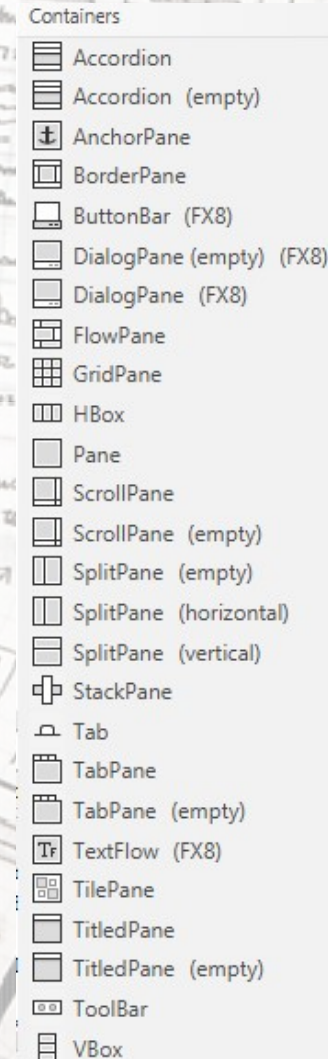 Containers
Accordion
Accordion (empty)
AnchorPane
BorderPane
ButtonBar (FX8)
DialogPane (empty) (FX8)
DialogPane (FX8)
FlowPane
GridPane
HBox
Pane
ScrollPane
ScrollPane (empty)
SplitPane (empty)
SplitPane (horizontal)
SplitPane (vertical)
StackPane
Tab
TabPane
TabPane (empty)
TextFlow (FX8)
TilePane
TitledPane
TitledPane (empty)
ToolBar
VBox